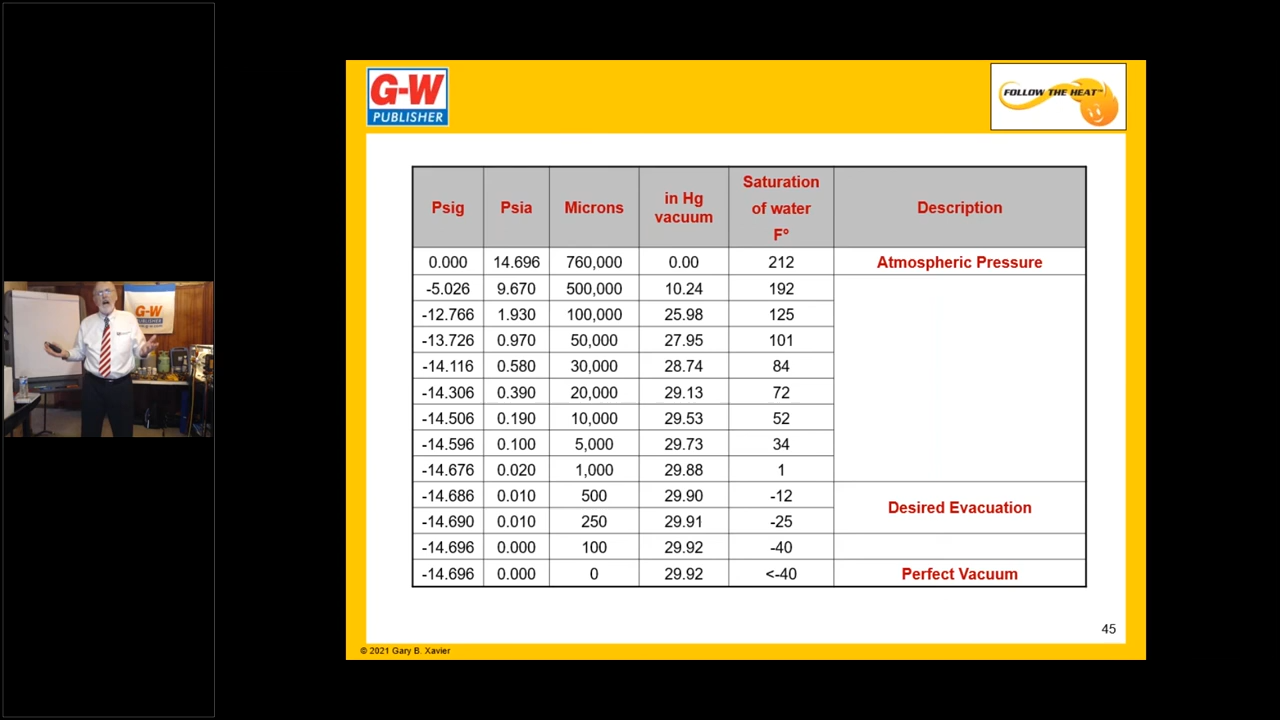 G-W
PUBLISHER
FOLLOW THE HEAT™
Psig Psia Microns in Hg vacuum Saturation of water F° Description
0.000 14.696 760,000 0.00 212 Atmospheric Pressure
-5.026 9.670 500,000 10.24 192
-12.766 1.930 100,000 25.98 125
-13.726 0.970 50,000 27.95 101
-14.116 0.580 30,000 28.74 84
-14.306 0.390 20,000 29.13 72
-14.506 0.190 10,000 29.53 52
-14.596 0.100 5,000 29.73 34
-14.676 0.020 1,000 29.88 1
-14.686 0.010 500 29.90 -12
Desired Evacuation
-14.690 0.010 250 29.91 -25
-14.696 0.000 100 29.92 -40
-14.696 0.000 0 29.92 <-40 Perfect Vacuum
45
© 2021 Gary B. Xavier
G-W
PUBLISHER